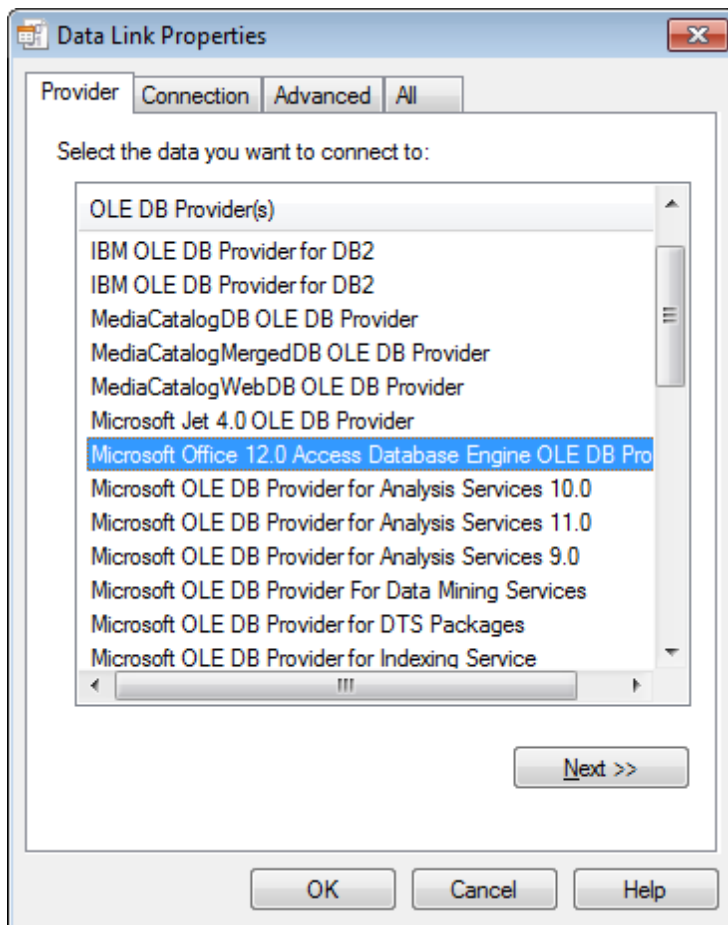 Data Link Properties
Provider Connection Advanced All
Select the data you want to connect to:
OLE DB Provider(s)
IBM OLE DB Provider for DB2
IBM OLE DB Provider for DB2
MediaCatalogDB OLE DB Provider
MediaCatalogMergedDB OLE DB Provider
MediaCatalogWebDB OLE DB Provider
Microsoft Jet 4.0 OLE DB Provider
Microsoft Office 12.0 Access Database Engine OLE DB Pro
Microsoft OLE DB Provider for Analysis Services 10.0
Microsoft OLE DB Provider for Analysis Services 11.0
Microsoft OLE DB Provider for Analysis Services 9.0
Microsoft OLE DB Provider For Data Mining Services
Microsoft OLE DB Provider for DTS Packages
Microsoft OLE DB Provider for Indexing Service
Next >>
OK Cancel Help